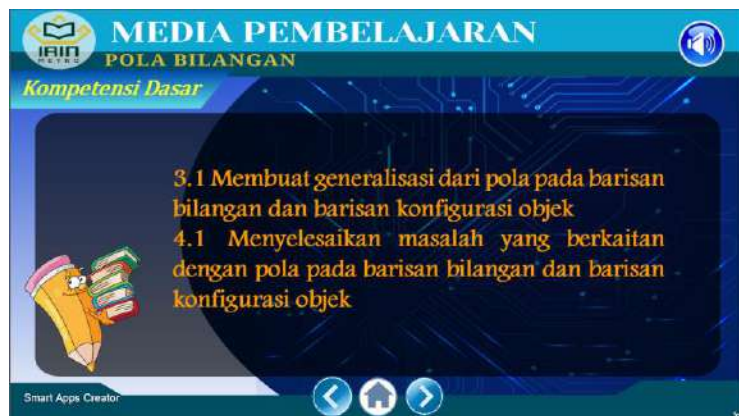 MEDIA PEMBELAJARAN
IAIN
METRO
POLA BILANGAN
Kompetensi Dasar
3.1 Membuat generalisasi dari pola pada barisan
bilangan dan barisan konfigurasi objek
4.1 Menyelesaikan masalah yang berkaitan
dengan pola pada barisan bilangan dan barisan
konfigurasi objek
Smart Apps Creator